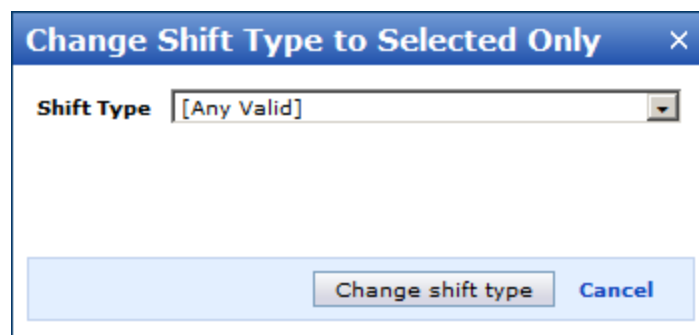 Change Shift Type to Selected Only
Shift Type [Any Valid]
Change shift type Cancel